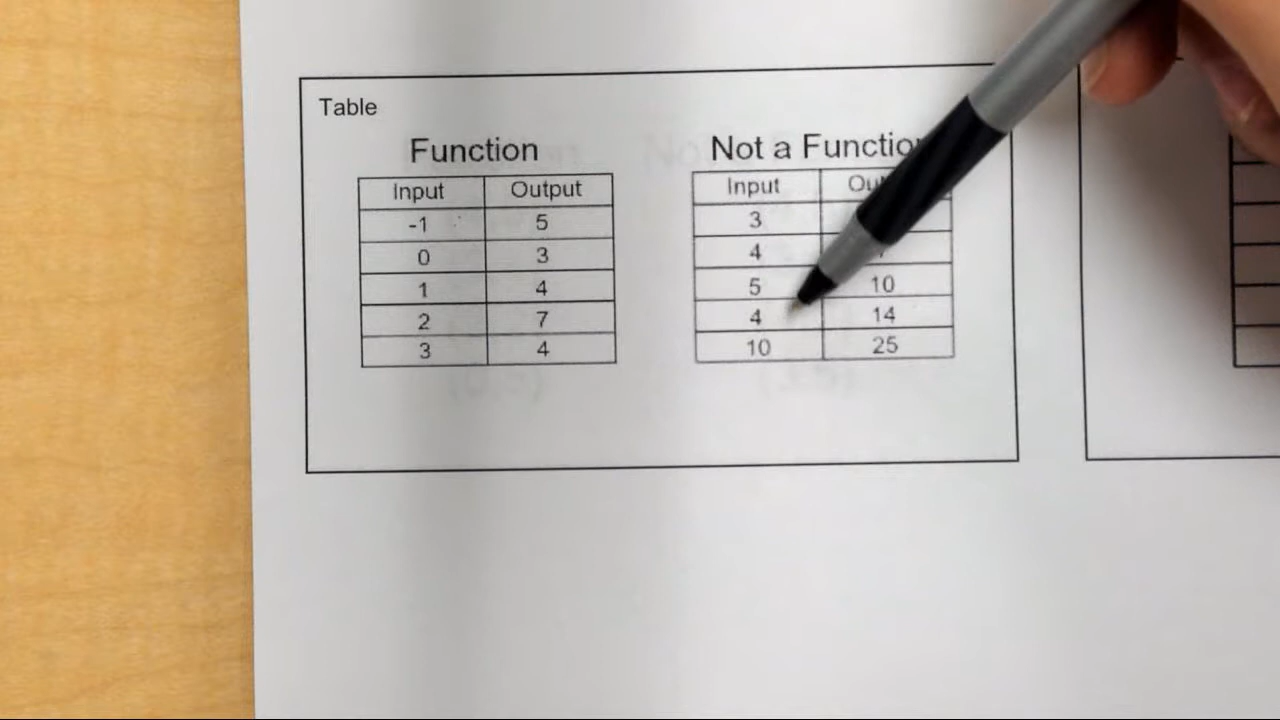 Table
Function
Input Output
-1 5
0 3
1 4
2 7
3 4
Not a
Input
3
4
5 10
4 14
10 25